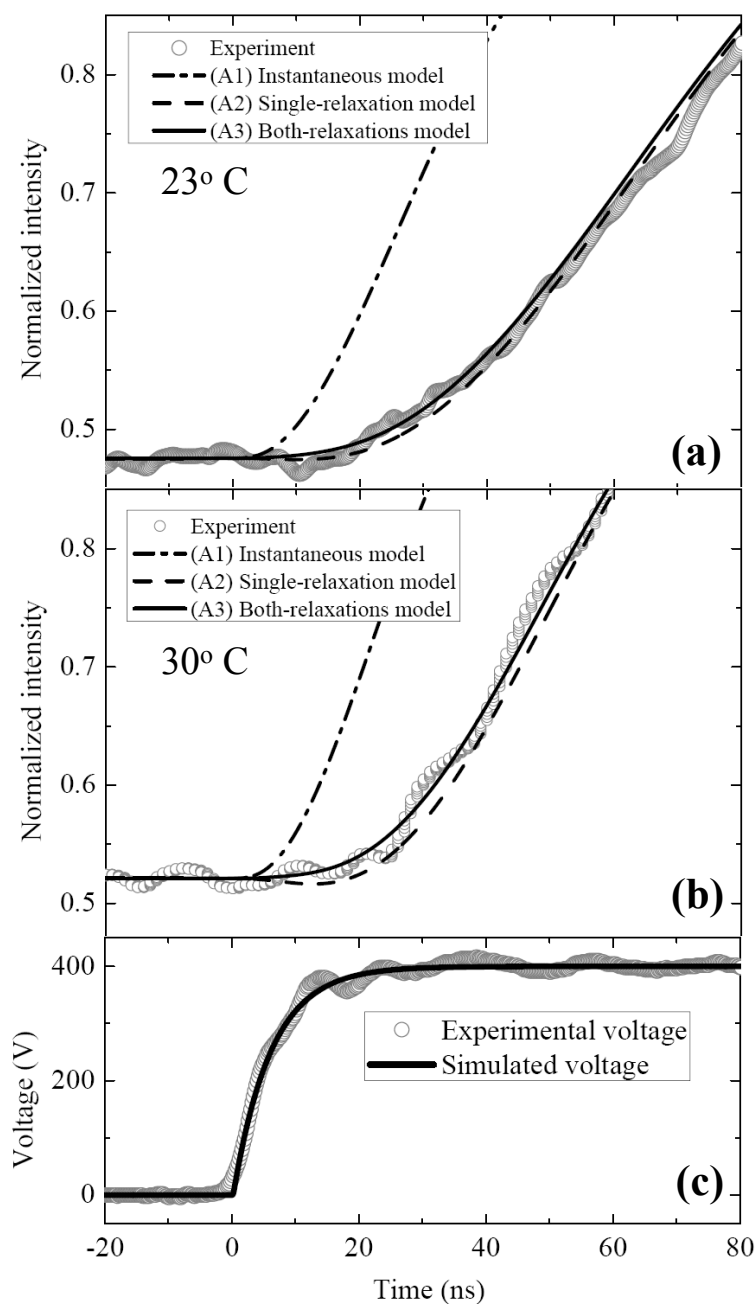 Experiment
(A1) Instantaneous model
(A2) Single-relaxation model
(A3) Both-relaxations model
23º C
Normalized intensity
0.8
0.7
0.6
0.5
(a)
Experiment
(A1) Instantaneous model
(A2) Single-relaxation model
(A3) Both-relaxations model
30º C
Normalized intensity
0.8
0.7
0.6
0.5
(b)
Experimental voltage
Simulated voltage
Voltage (V)
400
200
0
(c)
-20 0 20 40 60 80
Time (ns)